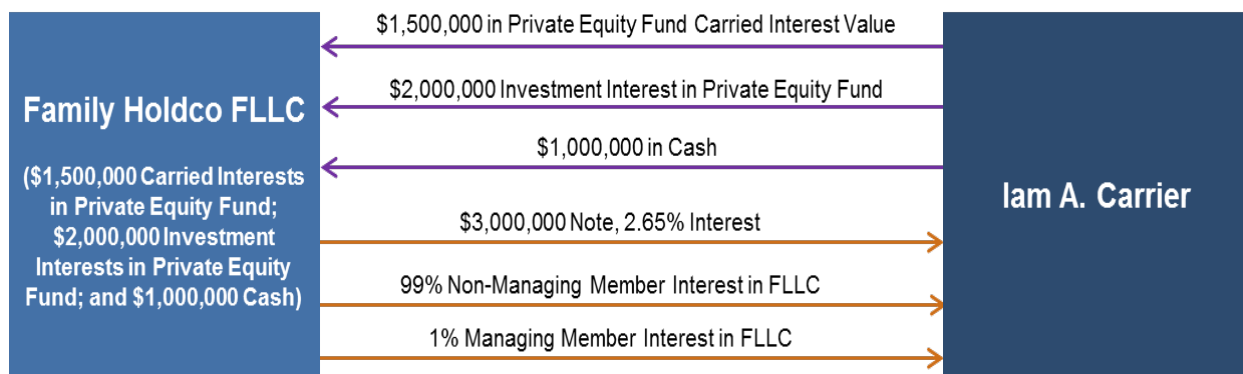 $1,500,000 in Private Equity Fund Carried Interest Value
$2,000,000 Investment Interest in Private Equity Fund
Family Holdco FLLC
$1,000,000 in Cash
($1,500,000 Carried Interests
in Private Equity Fund;
$2,000,000 Investment
Interests in Private Equity
Fund; and $1,000,000 Cash)
Iam A. Carrier
$3,000,000 Note, 2.65% Interest
99% Non-Managing Member Interest in FLLC
1% Managing Member Interest in FLLC